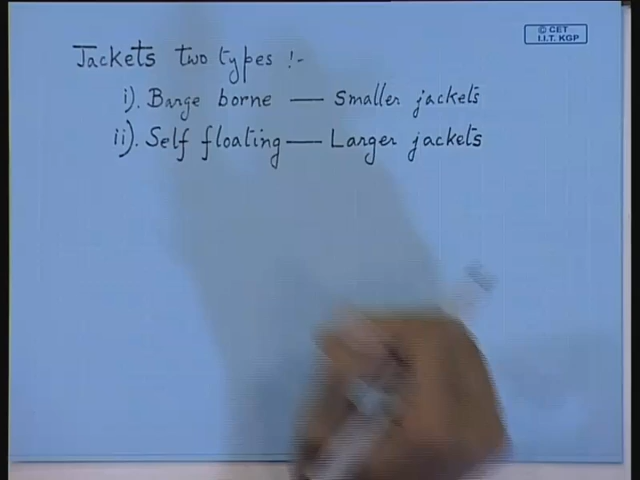 © CET
I.I.T. KGP
Jackets two types :-
i). Barge borne — Smaller jackets
ii). Self floating — Larger jackets